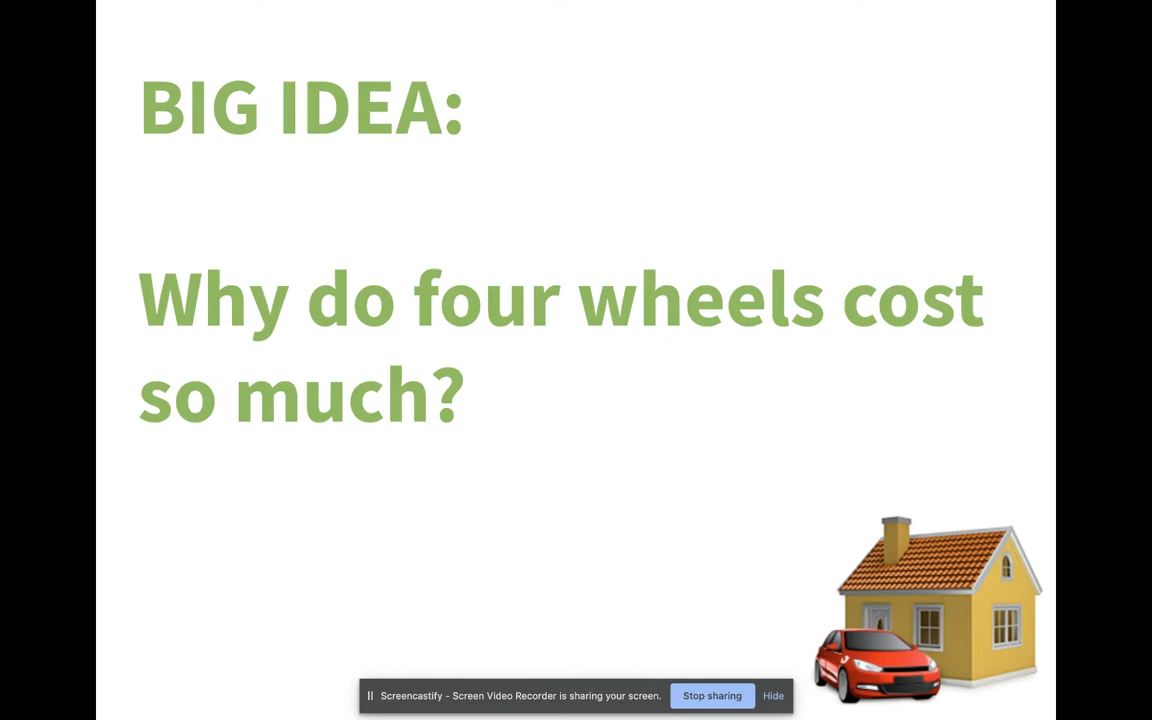 BIG IDEA:
Why do four wheels cost
so much?
Screencastify - Screen Video Recorder is sharing your screen.
Stop sharing
Hide